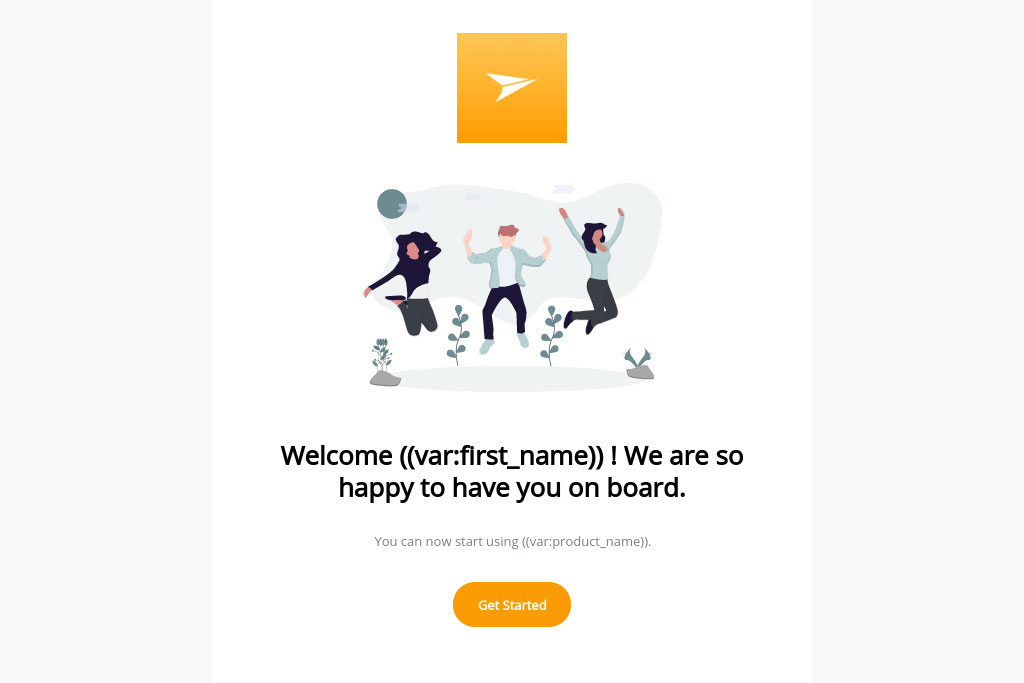 Welcome ((var:first_name)) ! We are so
happy to have you on board.
You can now start using ((var:product_name)).
Get Started